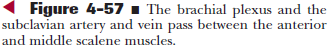 ◄ Figure 4-57 ■ The brachial plexus and the
subclavian artery and vein pass between the anterior
and middle scalene muscles.